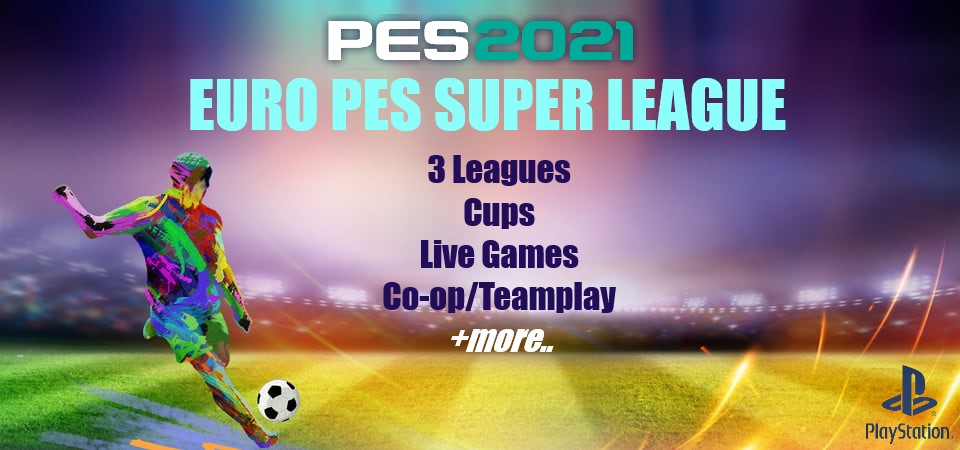 PES2021
EURO PES SUPER LEAGUE
3 Leagues
Cups
Live Games
Co-op/Teamplay
+more..
PlayStation.